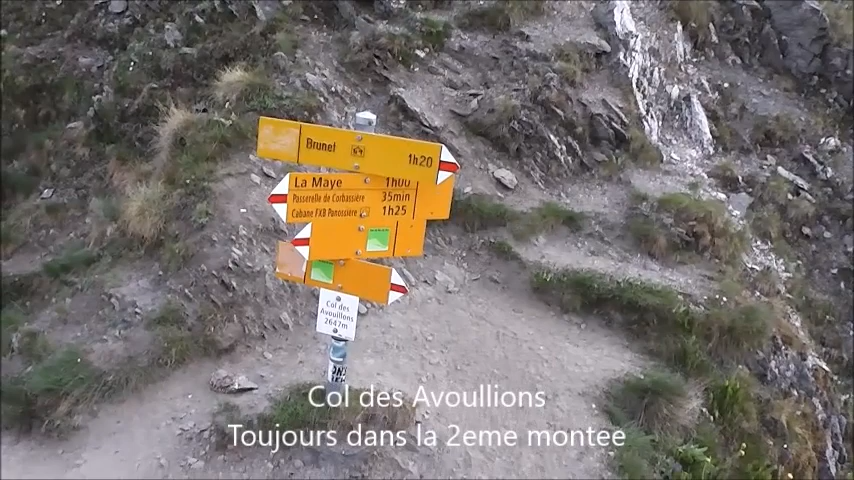 Brunet 1h20
La Maye 1h00
Passerelle de Corbassière 35min
Cabane FXB Panossière 1h25
Col des
Avouillons
2647m
Col des Avoullions
Toujours dans la 2eme montee